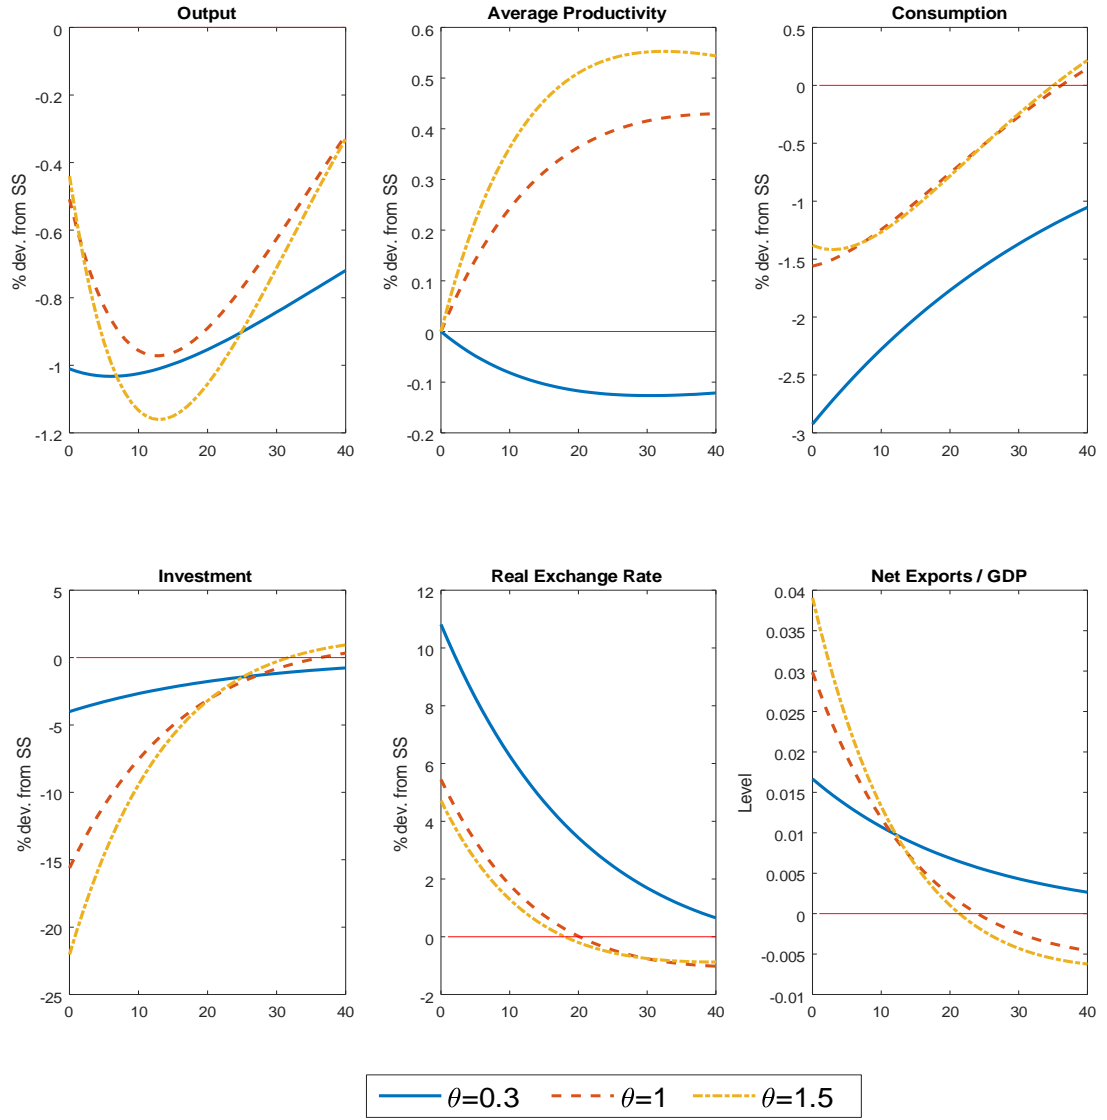 Output
% dev. from SS
0
-0.2
-0.4
-0.6
-0.8
-1
-1.2
0 10 20 30 40
Average Productivity
% dev. from SS
0.6
0.5
0.4
0.3
0.2
0.1
0
-0.1
-0.2
0 10 20 30 40
Consumption
% dev. from SS
0.5
0
-0.5
-1
-1.5
-2
-2.5
-3
0 10 20 30 40
Investment
% dev. from SS
5
0
-5
-10
-15
-20
-25
0 10 20 30 40
Real Exchange Rate
% dev. from SS
12
10
8
6
4
2
0
-2
0 10 20 30 40
Net Exports / GDP
Level
0.04
0.035
0.03
0.025
0.02
0.015
0.01
0.005
0
-0.005
-0.01
0 10 20 30 40
θ=0.3 θ=1 θ=1.5